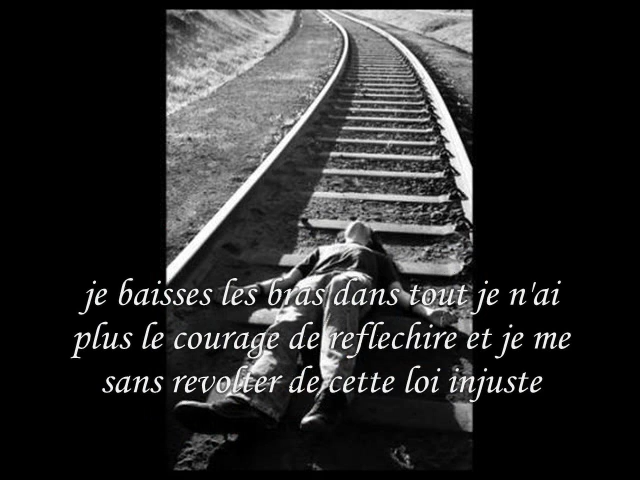 je baisses les bras dans tout je n'ai
plus le courage de reflechire et je me
sans revolter de cette loi injuste